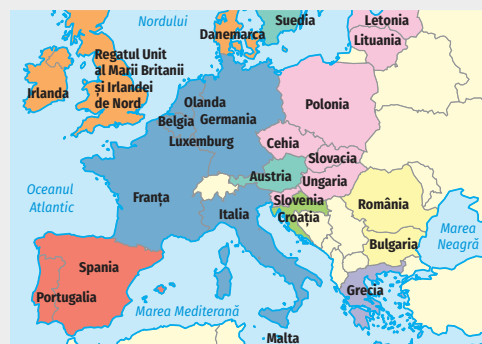 Nordului
Suedia
Letonia
Danemarca
Lituania
Regatul Unit
al Marii Britanii
și Irlandei
de Nord
Irlanda
Olanda
Polonia
Belgia
Germania
Luxemburg
Cehia
Slovacia
Austria
Ungaria
Oceanul
Atlantic
Franța
Slovenia
România
Italia
Croația
Marea
Neagră
Bulgaria
Spania
Portugalia
Grecia
Marea Mediterană
Malta